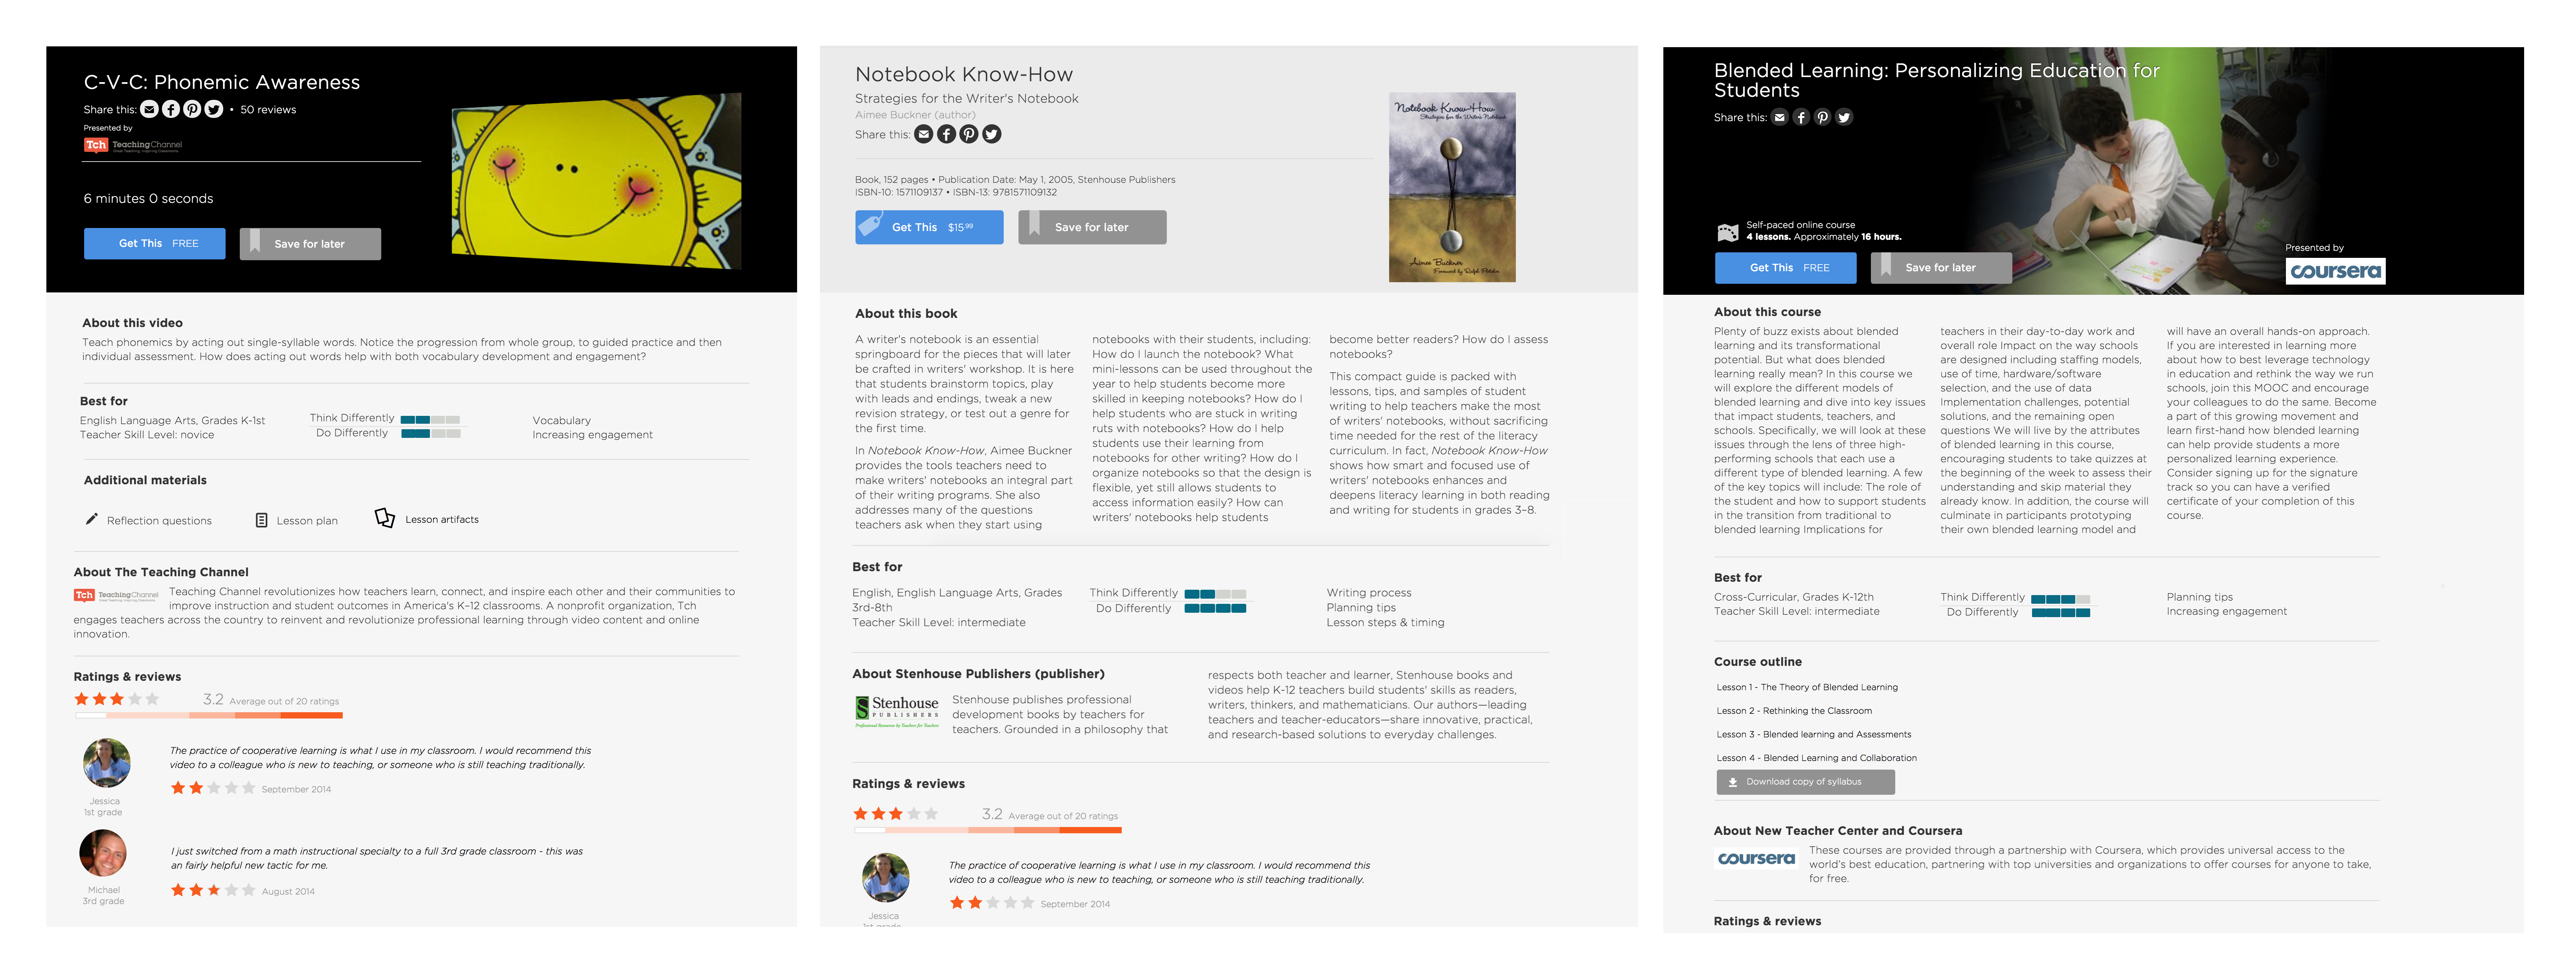 C-V-C: Phonemic Awareness
Share this: • 50 reviews
Presented by
Tch TeachingChannel
Great Teaching. Inspiring Classrooms.
6 minutes 0 seconds
Get This FREE
Save for later
About this video
Teach phonemics by acting out single-syllable words. Notice the progression from whole group, to guided practice and then
individual assessment. How does acting out words help with both vocabulary development and engagement?
Best for
English Language Arts, Grades K-1st
Teacher Skill Level: novice
Think Differently
Do Differently
Vocabulary
Increasing engagement
Additional materials
Reflection questions
Lesson plan
Lesson artifacts
About The Teaching Channel
Tch TeachingChannel
Great Teaching. Inspiring Classrooms.
Teaching Channel revolutionizes how teachers learn, connect, and inspire each other and their communities to
improve instruction and student outcomes in America's K–12 classrooms. A nonprofit organization, Tch
engages teachers across the country to reinvent and revolutionize professional learning through video content and online
innovation.
Ratings & reviews
3.2 Average out of 20 ratings
The practice of cooperative learning is what I use in my classroom. I would recommend this
video to a colleague who is new to teaching, or someone who is still teaching traditionally.
September 2014
Jessica
1st grade
I just switched from a math instructional specialty to a full 3rd grade classroom - this was
an fairly helpful new tactic for me.
August 2014
Michael
3rd grade
Notebook Know-How
Strategies for the Writer's Notebook
Aimee Buckner (author)
Share this:
Book, 152 pages • Publication Date: May 1, 2005, Stenhouse Publishers
ISBN-10: 1571109137 • ISBN-13: 9781571109132
Get This $15 99
Save for later
Notebook Know-How
Strategies for the Writer's Notebook
Aimee Buckner
Foreword by Ralph Fletcher
About this book
A writer's notebook is an essential
springboard for the pieces that will later
be crafted in writers' workshop. It is here
that students brainstorm topics, play
with leads and endings, tweak a new
revision strategy, or test out a genre for
the first time.
In Notebook Know-How, Aimee Buckner
provides the tools teachers need to
make writers' notebooks an integral part
of their writing programs. She also
addresses many of the questions
teachers ask when they start using
notebooks with their students, including:
How do I launch the notebook? What
mini-lessons can be used throughout the
year to help students become more
skilled in keeping notebooks? How do I
help students who are stuck in writing
ruts with notebooks? How do I help
students use their learning from
notebooks for other writing? How do I
organize notebooks so that the design is
flexible, yet still allows students to
access information easily? How can
writers' notebooks help students
become better readers? How do I assess
notebooks?
This compact guide is packed with
lessons, tips, and samples of student
writing to help teachers make the most
of writers' notebooks, without sacrificing
time needed for the rest of the literacy
curriculum. In fact, Notebook Know-How
shows how smart and focused use of
writers' notebooks enhances and
deepens literacy learning in both reading
and writing for students in grades 3–8.
Best for
English, English Language Arts, Grades
3rd-8th
Teacher Skill Level: intermediate
Think Differently
Do Differently
Writing process
Planning tips
Lesson steps & timing
About Stenhouse Publishers (publisher)
Stenhouse
PUBLISHERS
Professional Resources by Teachers for Teachers
Stenhouse publishes professional
development books by teachers for
teachers. Grounded in a philosophy that
respects both teacher and learner, Stenhouse books and
videos help K-12 teachers build students' skills as readers,
writers, thinkers, and mathematicians. Our authors—leading
teachers and teacher-educators—share innovative, practical,
and research-based solutions to everyday challenges.
Ratings & reviews
3.2 Average out of 20 ratings
The practice of cooperative learning is what I use in my classroom. I would recommend this
video to a colleague who is new to teaching, or someone who is still teaching traditionally.
September 2014
Jessica
1st grade
Blended Learning: Personalizing Education for
Students
Share this:
Self-paced online course
4 lessons. Approximately 16 hours.
Get This FREE
Save for later
Presented by
coursera
About this course
Plenty of buzz exists about blended
learning and its transformational
potential. But what does blended
learning really mean? In this course we
will explore the different models of
blended learning and dive into key issues
that impact students, teachers, and
schools. Specifically, we will look at these
issues through the lens of three high-
performing schools that each use a
different type of blended learning. A few
of the key topics will include: The role of
the student and how to support students
in the transition from traditional to
blended learning Implications for
teachers in their day-to-day work and
overall role Impact on the way schools
are designed including staffing models,
use of time, hardware/software
selection, and the use of data
Implementation challenges, potential
solutions, and the remaining open
questions We will live by the attributes
of blended learning in this course,
encouraging students to take quizzes at
the beginning of the week to assess their
understanding and skip material they
already know. In addition, the course will
culminate in participants prototyping
their own blended learning model and
will have an overall hands-on approach.
If you are interested in learning more
about how to best leverage technology
in education and rethink the way we run
schools, join this MOOC and encourage
your colleagues to do the same. Become
a part of this growing movement and
learn first-hand how blended learning
can help provide students a more
personalized learning experience.
Consider signing up for the signature
track so you can have a verified
certificate of your completion of this
course.
Best for
Cross-Curricular, Grades K-12th
Teacher Skill Level: intermediate
Think Differently
Do Differently
Planning tips
Increasing engagement
Course outline
Lesson 1 - The Theory of Blended Learning
Lesson 2 - Rethinking the Classroom
Lesson 3 - Blended learning and Assessments
Lesson 4 - Blended Learning and Collaboration
Download copy of syllabus
About New Teacher Center and Coursera
coursera
These courses are provided through a partnership with Coursera, which provides universal access to the
world's best education, partnering with top universities and organizations to offer courses for anyone to take,
for free.
Ratings & reviews